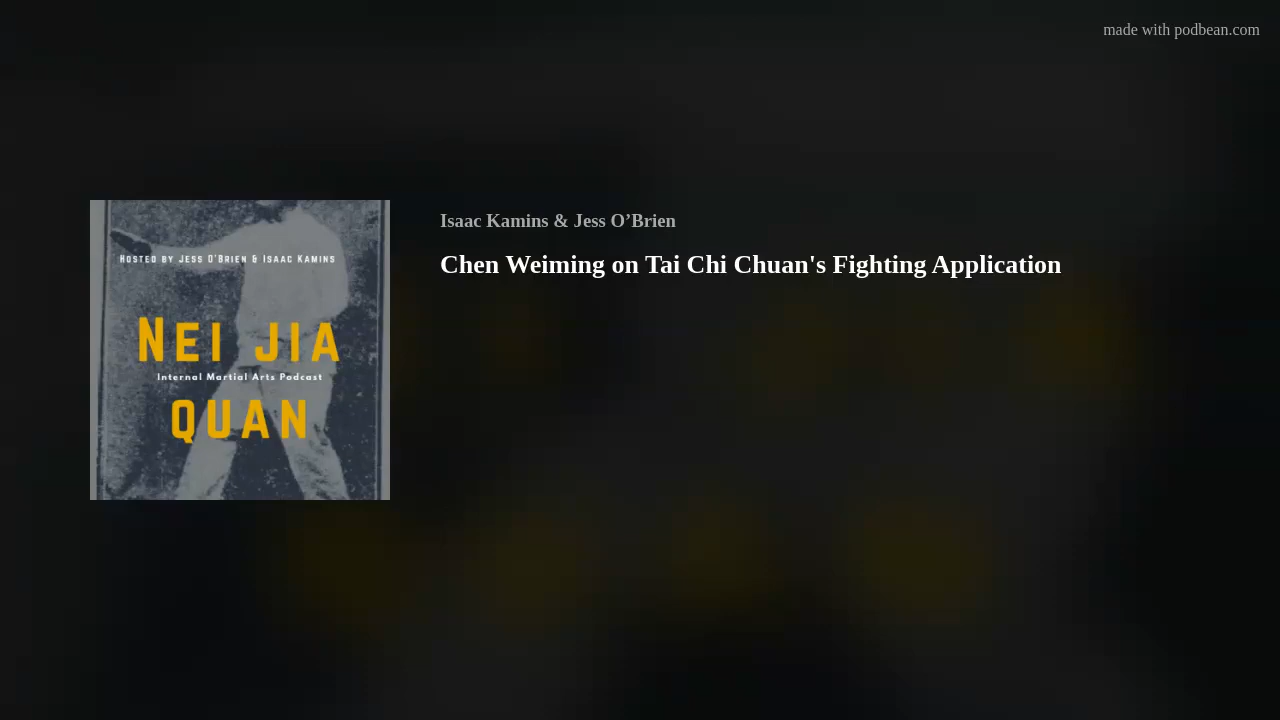 made with podbean.com
Isaac Kamins & Jess O’Brien
Chen Weiming on Tai Chi Chuan's Fighting Application
Hosted by Jess O'Brien & Isaac Kamins
Nei Jia
Internal Martial Arts Podcast
Quan